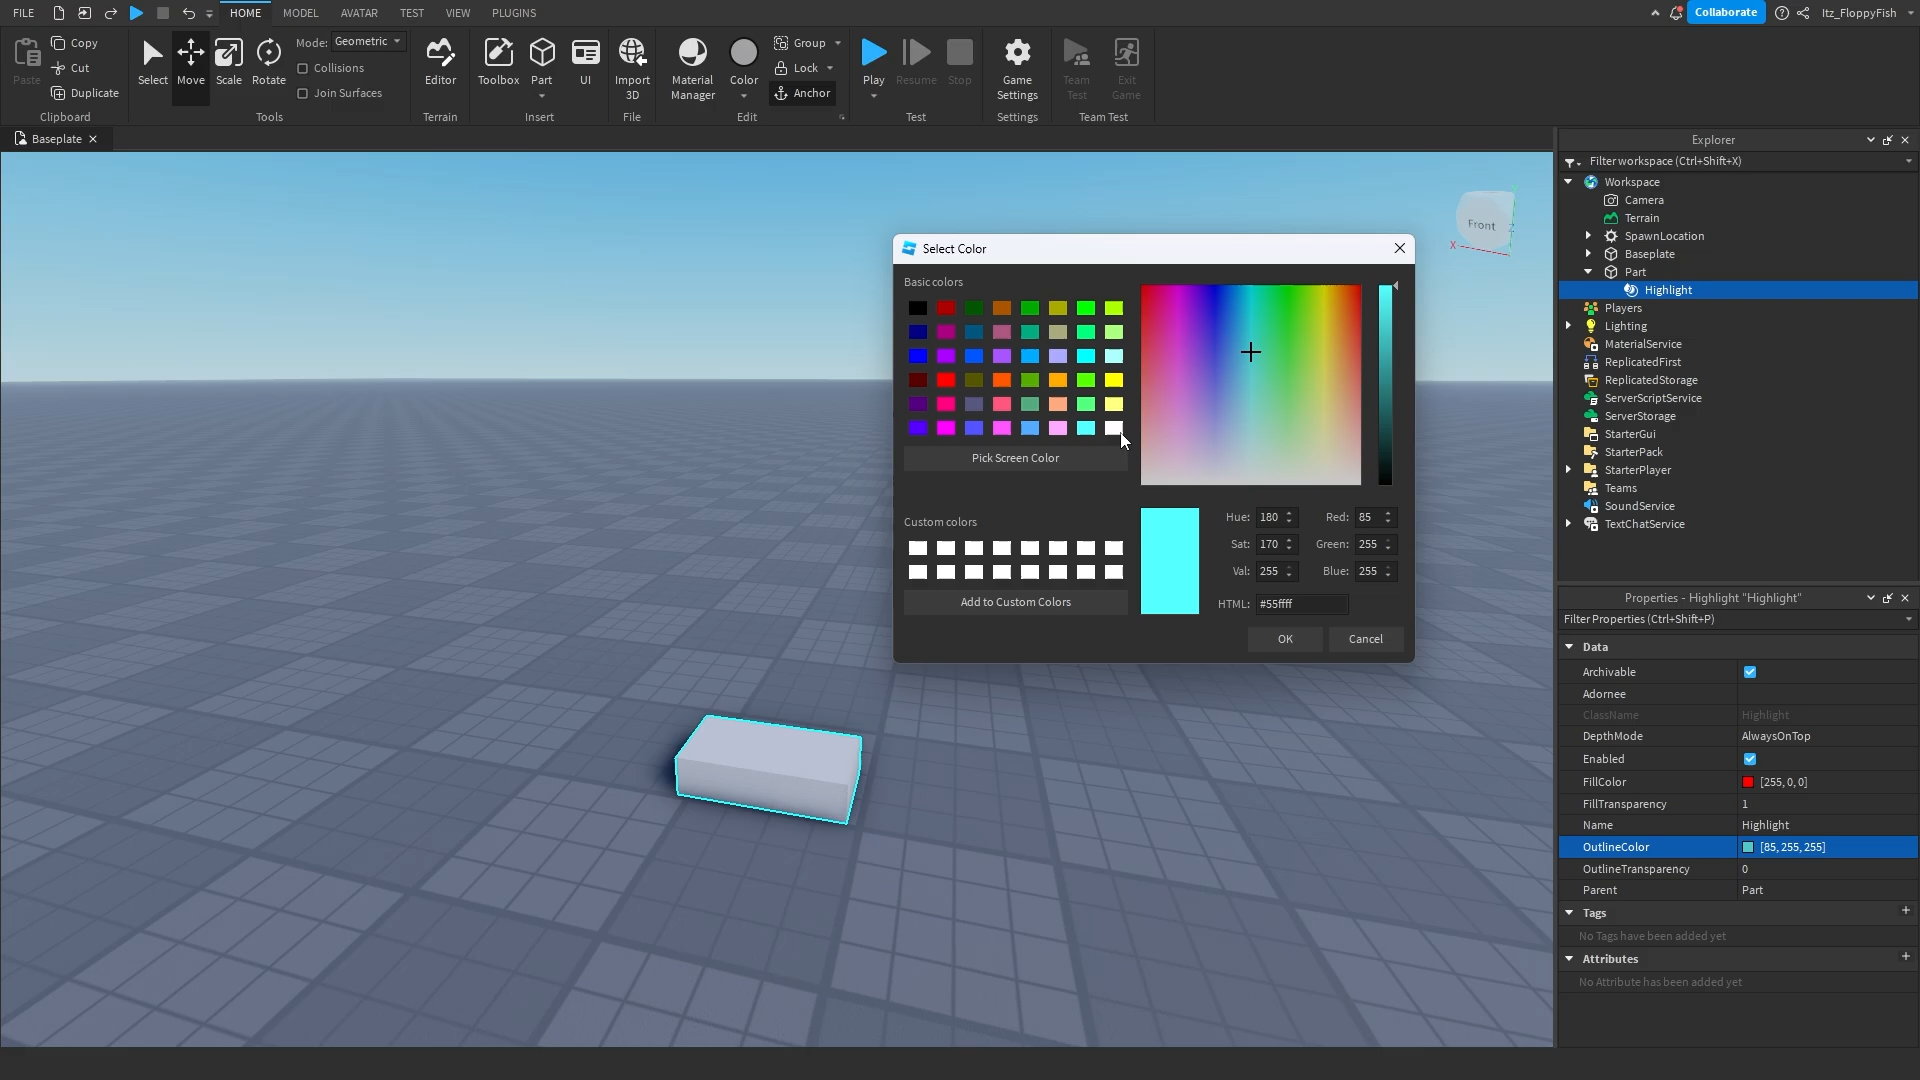 FILE HOME MODEL AVATAR TEST VIEW PLUGINS Collaborate Itz_FloppyFish
Paste Copy Cut Duplicate
Clipboard
Select Move Scale Rotate
Mode: Geometric
Collisions
Join Surfaces
Tools
Editor
Terrain
Toolbox Part UI
Insert
Import 3D
File
Material Manager
Color
Group
Lock
Anchor
Edit
Play Resume Stop
Test
Game Settings
Settings
Team Test
Exit Game
Team Test
Baseplate
Front
X
Z
Select Color
Basic colors
Pick Screen Color
Custom colors
Add to Custom Colors
Hue: 180 Red: 85
Sat: 170 Green: 255
Val: 255 Blue: 255
HTML: #55ffff
OK Cancel
Explorer
Filter workspace (Ctrl+Shift+X)
Workspace
Camera
Terrain
SpawnLocation
Baseplate
Part
Highlight
Players
Lighting
MaterialService
ReplicatedFirst
ReplicatedStorage
ServerScriptService
ServerStorage
StarterGui
StarterPack
StarterPlayer
Teams
SoundService
TextChatService
Properties - Highlight "Highlight"
Filter Properties (Ctrl+Shift+P)
Data
Archivable
Adornee
ClassName Highlight
DepthMode AlwaysOnTop
Enabled
FillColor [255, 0, 0]
FillTransparency 1
Name Highlight
OutlineColor [85, 255, 255]
OutlineTransparency 0
Parent Part
Tags
No Tags have been added yet
Attributes
No Attribute has been added yet